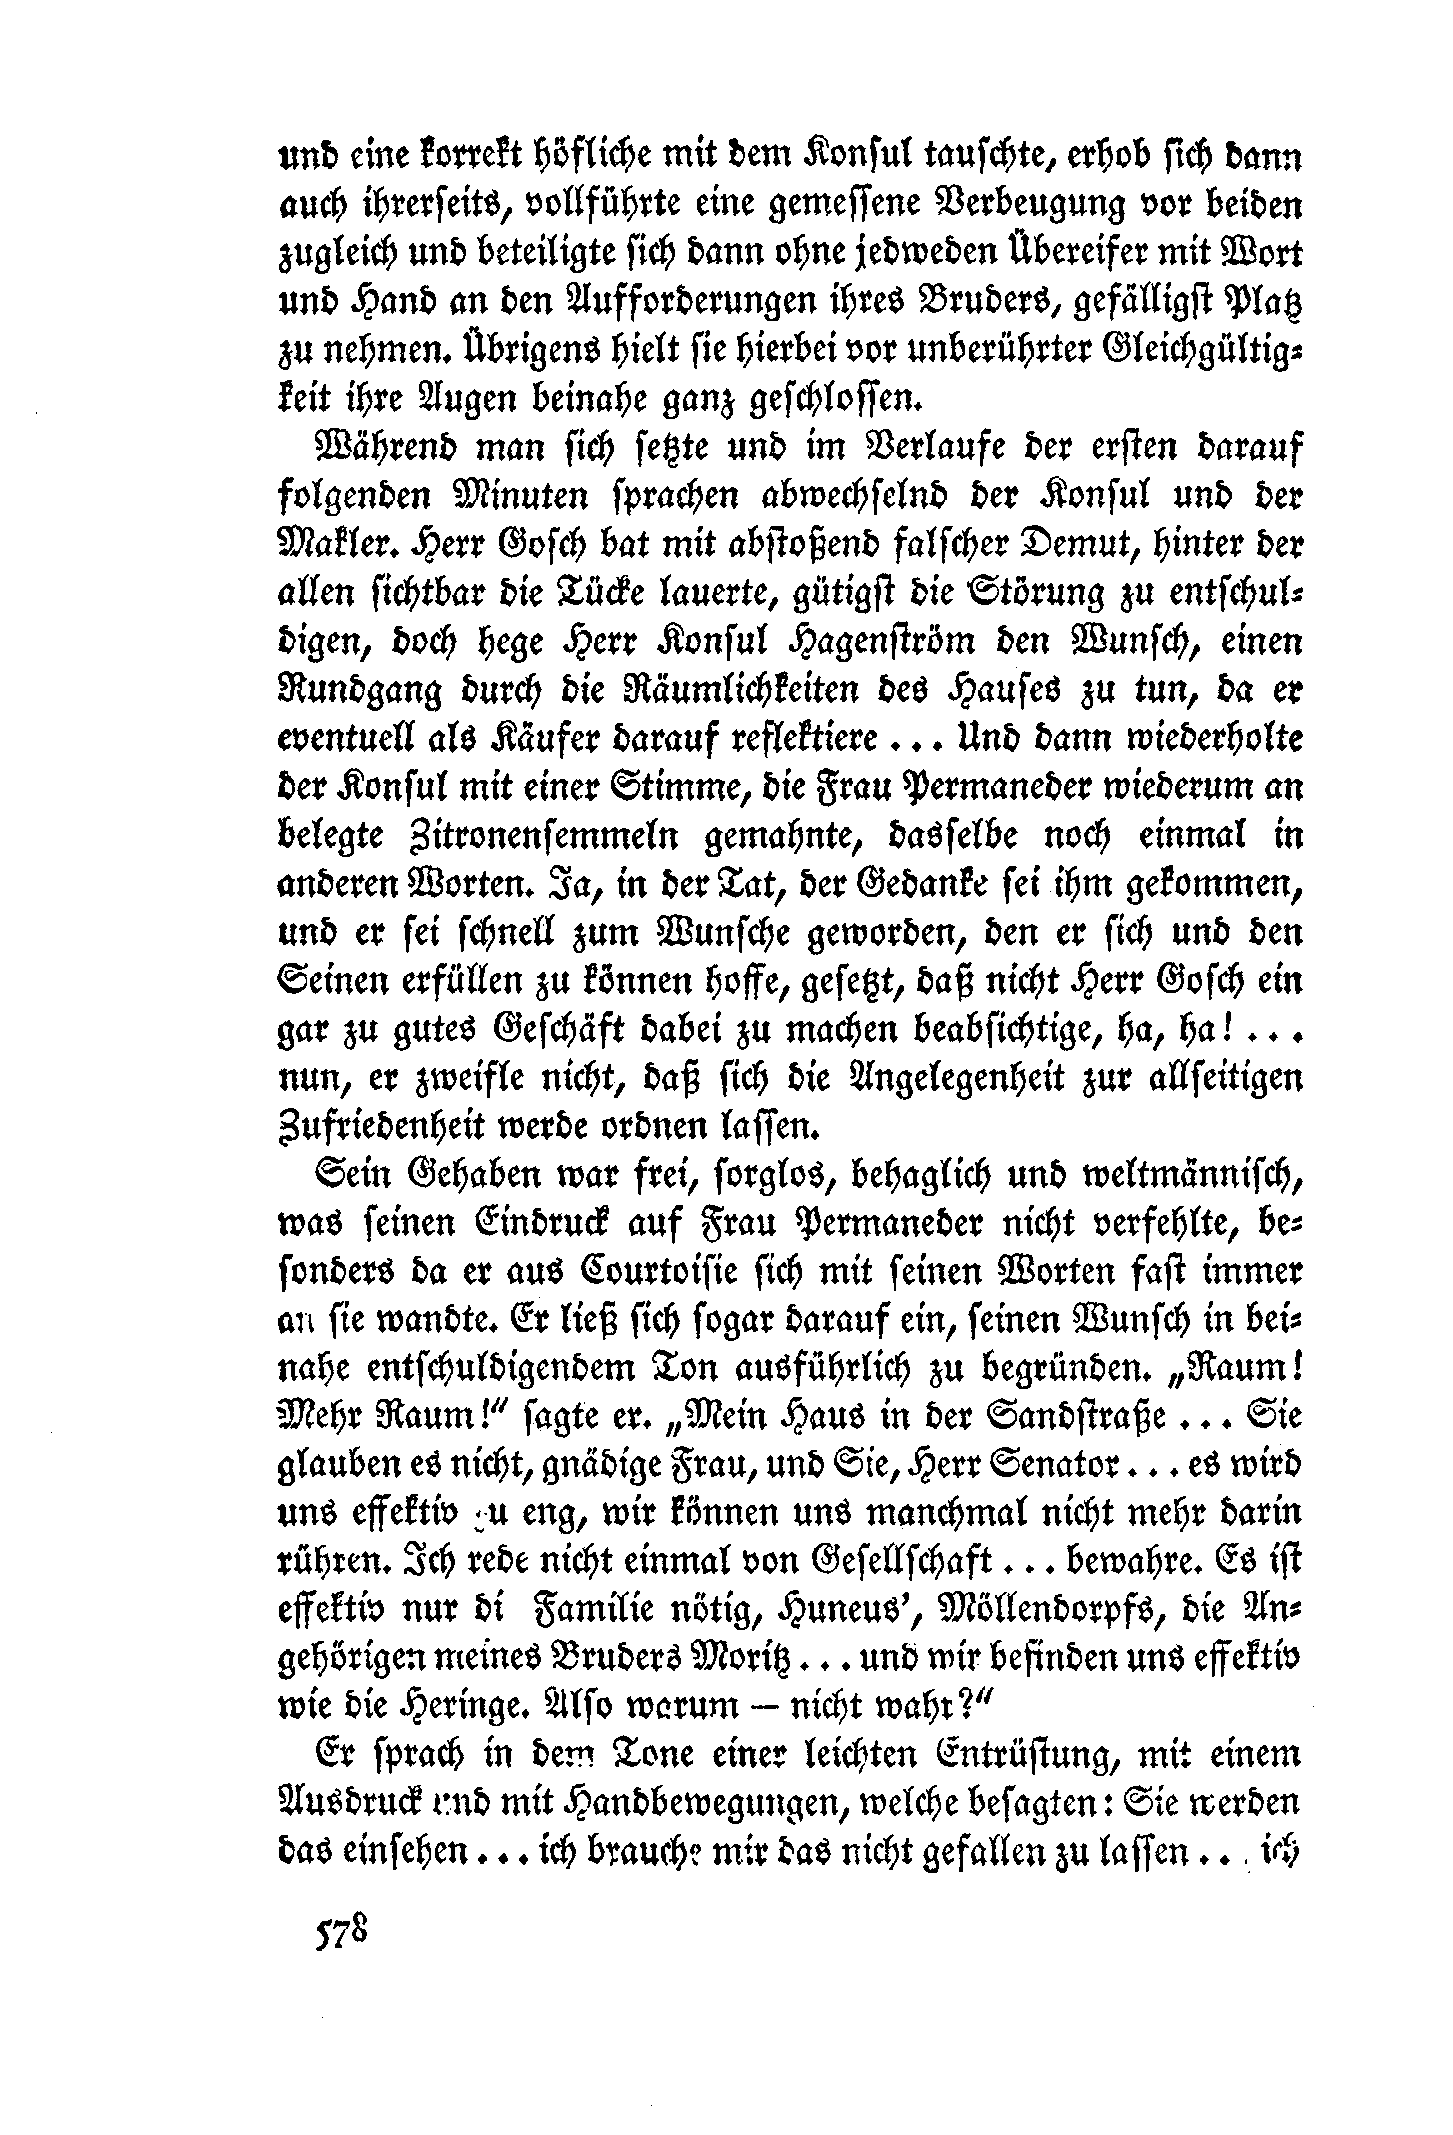 und eine korrekt höfliche mit dem Konsul tauschte, erhob sich dann
auch ihrerseits, vollführte eine gemessene Verbeugung vor beiden
zugleich und beteiligte sich dann ohne jedweden Übereifer mit Wort
und Hand an den Aufforderungen ihres Bruders, gefälligst Platz
zu nehmen. Übrigens hielt sie hierbei vor unberührter Gleichgültig-
keit ihre Augen beinahe ganz geschlossen.
Während man sich setzte und im Verlaufe der ersten darauf
folgenden Minuten sprachen abwechselnd der Konsul und der
Makler. Herr Gosch bat mit abstoßend falscher Demut, hinter der
allen sichtbar die Tücke lauerte, gütigst die Störung zu entschul-
digen, doch hege Herr Konsul Hagenström den Wunsch, einen
Rundgang durch die Räumlichkeiten des Hauses zu tun, da er
eventuell als Käufer darauf reflektiere ... Und dann wiederholte
der Konsul mit einer Stimme, die Frau Permaneder wiederum an
belegte Zitronensemmeln gemahnte, dasselbe noch einmal in
anderen Worten. Ja, in der Tat, der Gedanke sei ihm gekommen,
und er sei schnell zum Wunsche geworden, den er sich und den
Seinen erfüllen zu können hoffe, gesetzt, daß nicht Herr Gosch ein
gar zu gutes Geschäft dabei zu machen beabsichtige, ha, ha! ...
nun, er zweifle nicht, daß sich die Angelegenheit zur allseitigen
Zufriedenheit werde ordnen lassen.
Sein Gehaben war frei, sorglos, behaglich und weltmännisch,
was seinen Eindruck auf Frau Permaneder nicht verfehlte, be-
sonders da er aus Courtoisie sich mit seinen Worten fast immer
an sie wandte. Er ließ sich sogar darauf ein, seinen Wunsch in bei-
nahe entschuldigendem Ton ausführlich zu begründen. „Raum!
Mehr Raum!“ sagte er. „Mein Haus in der Sandstraße ... Sie
glauben es nicht, gnädige Frau, und Sie, Herr Senator ... es wird
uns effektiv zu eng, wir können uns manchmal nicht mehr darin
rühren. Ich rede nicht einmal von Gesellschaft ... bewahre. Es ist
effektiv nur di Familie nötig, Huneus’, Möllendorpfs, die An-
gehörigen meines Bruders Moritz ... und wir befinden uns effektiv
wie die Heringe. Also warum — nicht wahr?“
Er sprach in dem Tone einer leichten Entrüstung, mit einem
Ausdruck und mit Handbewegungen, welche besagten: Sie werden
das einsehen ... ich brauche mir das nicht gefallen zu lassen ... ich
578